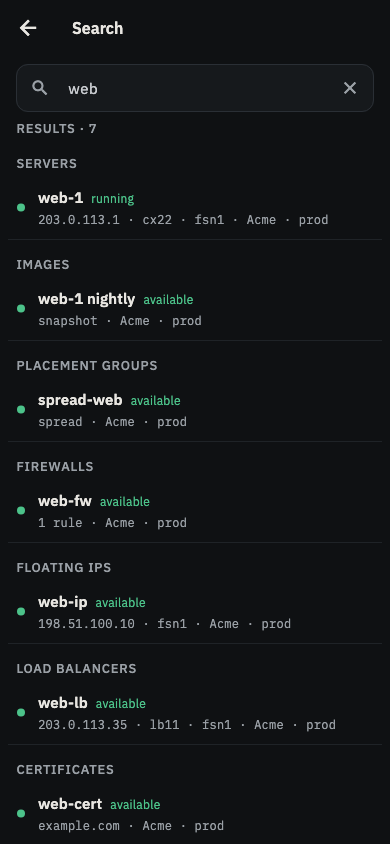 Search
web
RESULTS · 7
SERVERS
web-1 running
203.0.113.1 · cx22 · fsn1 · Acme · prod
IMAGES
web-1 nightly available
snapshot · Acme · prod
PLACEMENT GROUPS
spread-web available
spread · Acme · prod
FIREWALLS
web-fw available
1 rule · Acme · prod
FLOATING IPS
web-ip available
198.51.100.10 · fsn1 · Acme · prod
LOAD BALANCERS
web-lb available
203.0.113.35 · lb11 · fsn1 · Acme · prod
CERTIFICATES
web-cert available
example.com · Acme · prod